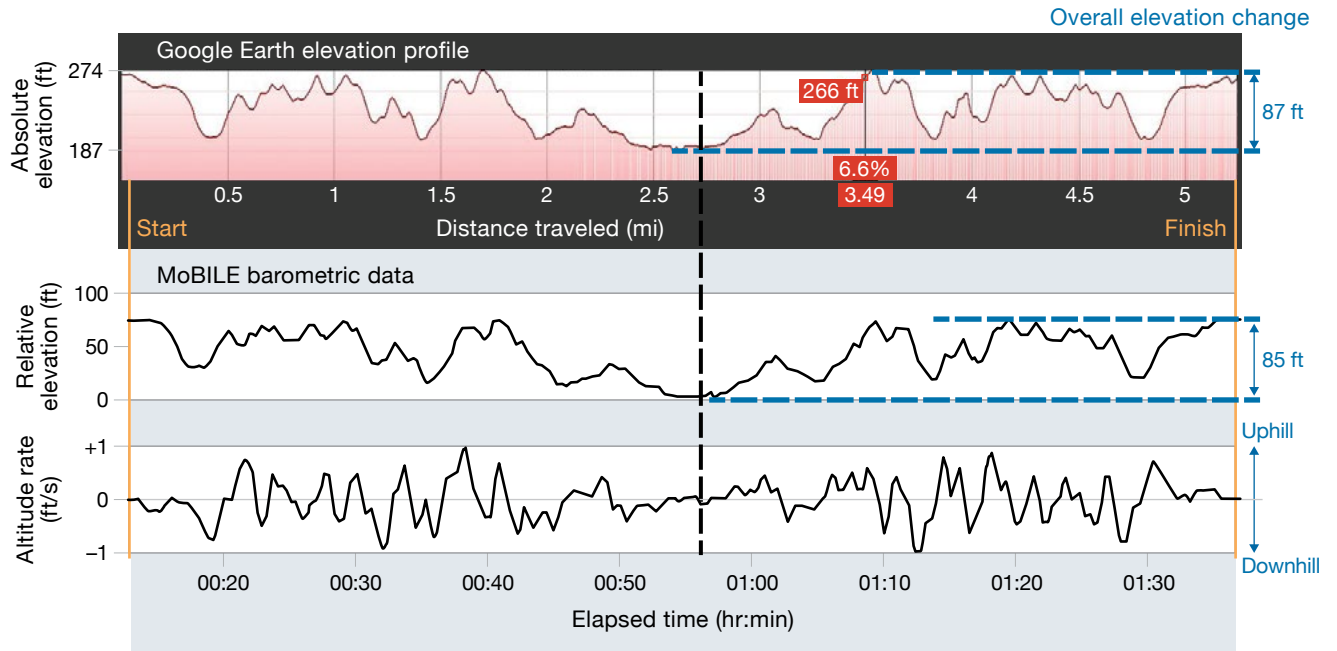 Overall elevation change
Google Earth elevation profile
Absolute
elevation (ft)
274
187
266 ft
6.6%
3.49
87 ft
0.5
1
1.5
2
2.5
3
4
4.5
5
Start
Distance traveled (mi)
Finish
MoBILE barometric data
Relative
elevation (ft)
100
50
0
85 ft
Uphill
Altitude rate
(ft/s)
+1
0
–1
Downhill
00:20
00:30
00:40
00:50
01:00
01:10
01:20
01:30
Elapsed time (hr:min)